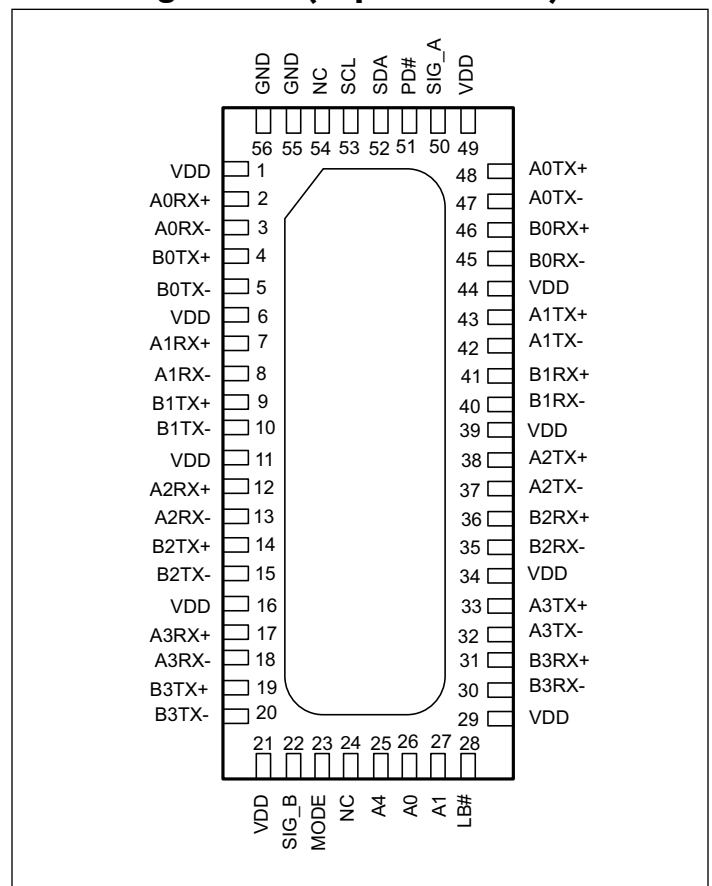 GND GND NC SCL SDA PD# SIG_A VDD
56 55 54 53 52 51 50 49
VDD 1 48 A0TX+
A0RX+ 2 47 A0TX-
A0RX- 3 46 B0RX+
B0TX+ 4 45 B0RX-
B0TX- 5 44 VDD
VDD 6 43 A1TX+
A1RX+ 7 42 A1TX-
A1RX- 8 41 B1RX+
B1TX+ 9 40 B1RX-
B1TX- 10 39 VDD
VDD 11 38 A2TX+
A2RX+ 12 37 A2TX-
A2RX- 13 36 B2RX+
B2TX+ 14 35 B2RX-
B2TX- 15 34 VDD
VDD 16 33 A3TX+
A3RX+ 17 32 A3TX-
A3RX- 18 31 B3RX+
B3TX+ 19 30 B3RX-
B3TX- 20 29 VDD
21 22 23 24 25 26 27 28
VDD SIG_B MODE NC A4 A0 A1 LB#